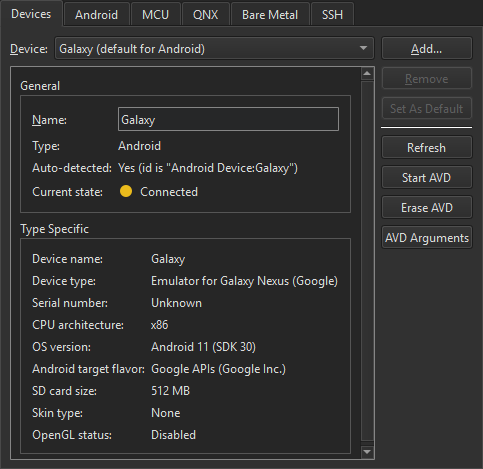 Devices Android MCU QNX Bare Metal SSH
Device: Galaxy (default for Android) Add...
Remove
Set As Default
Refresh
Start AVD
Erase AVD
AVD Arguments
General
Name: Galaxy
Type: Android
Auto-detected: Yes (id is "Android Device:Galaxy")
Current state: Connected
Type Specific
Device name: Galaxy
Device type: Emulator for Galaxy Nexus (Google)
Serial number: Unknown
CPU architecture: x86
OS version: Android 11 (SDK 30)
Android target flavor: Google APIs (Google Inc.)
SD card size: 512 MB
Skin type: None
OpenGL status: Disabled